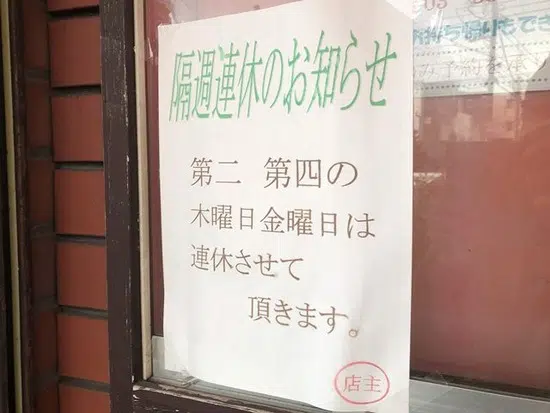 隔週連休のお知らせ
第二 第四の
木曜日金曜日は
連休させて
頂きます。
店主